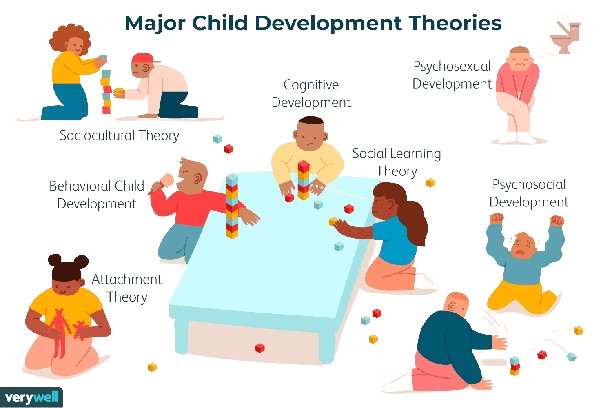 Major Child Development Theories
Psychosexual
Development
Cognitive
Development
Sociocultural Theory
Social Learning
Theory
Behavioral Child
Development
Psychosocial
Development
Attachment
Theory
verywell